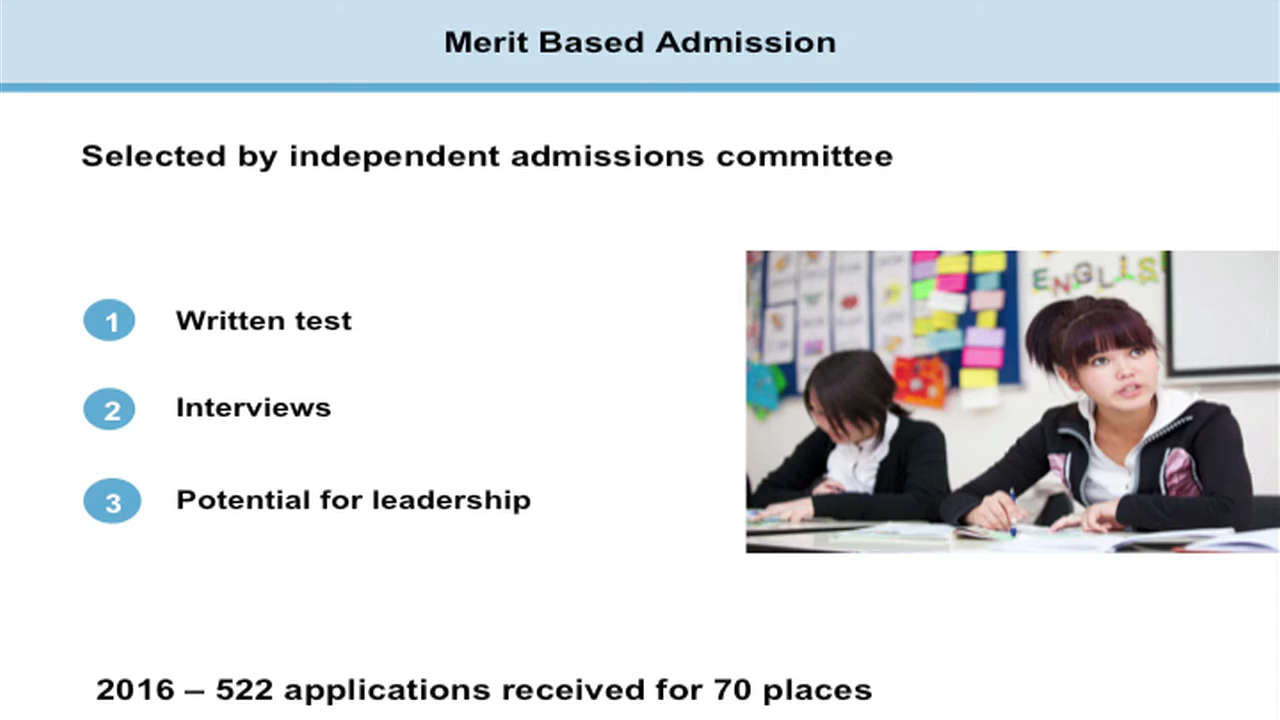 Merit Based Admission
Selected by independent admissions committee
1 Written test
2 Interviews
3 Potential for leadership
ENGLIS
2016 – 522 applications received for 70 places